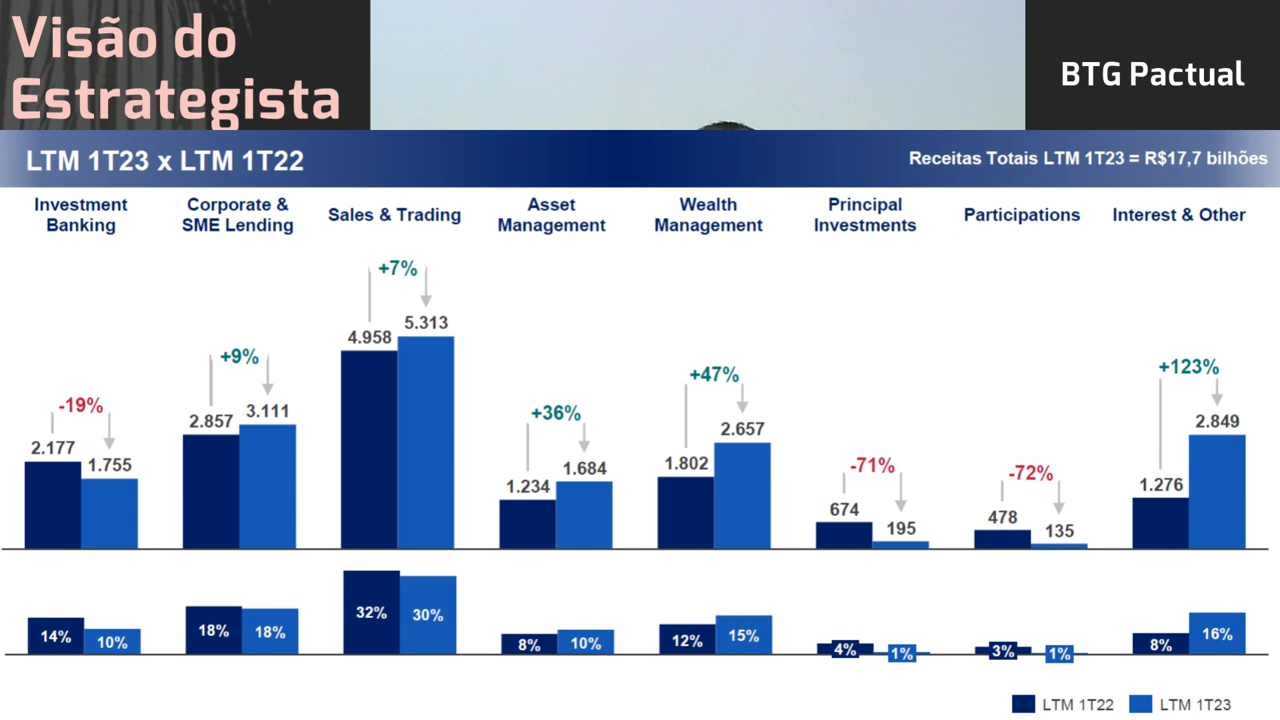 Visão do
Estrategista
BTG Pactual
LTM 1T23 x LTM 1T22
Receitas Totais LTM 1T23 = R$17,7 bilhões
Investment
Banking
Corporate &
SME Lending
Sales & Trading
Asset
Management
Wealth
Management
Principal
Investments
Participations
Interest & Other
-19%
2.177
1.755
+9%
2.857
3.111
+7%
4.958
5.313
+36%
1.234
1.684
+47%
1.802
2.657
-71%
674
195
-72%
478
135
+123%
1.276
2.849
14%
10%
18%
18%
32%
30%
8%
10%
12%
15%
4%
1%
3%
1%
8%
16%
LTM 1T22
LTM 1T23